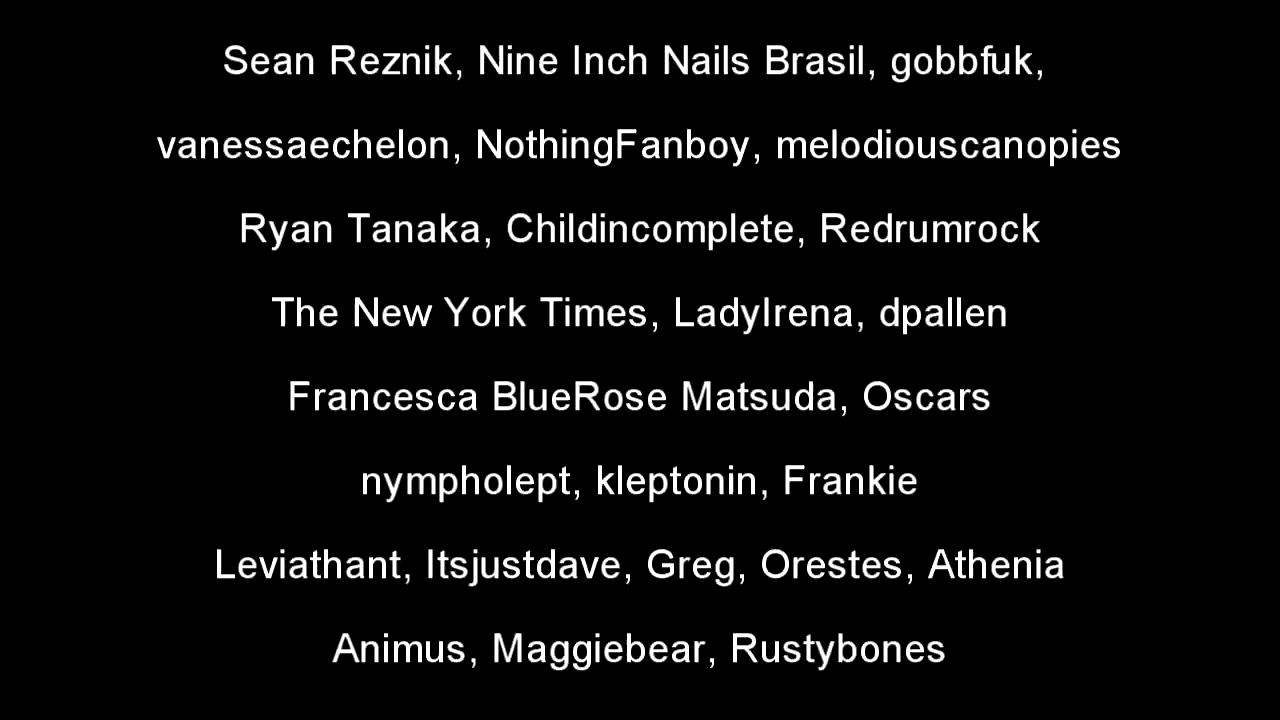 Sean Reznik, Nine Inch Nails Brasil, gobbfuk,
vanessaechelon, NothingFanboy, melodiouscanopies
Ryan Tanaka, Childincomplete, Redrumrock
The New York Times, LadyIrena, dpallen
Francesca BlueRose Matsuda, Oscars
nympholept, kleptonin, Frankie
Leviathant, Itsjustdave, Greg, Orestes, Athenia
Animus, Maggiebear, Rustybones